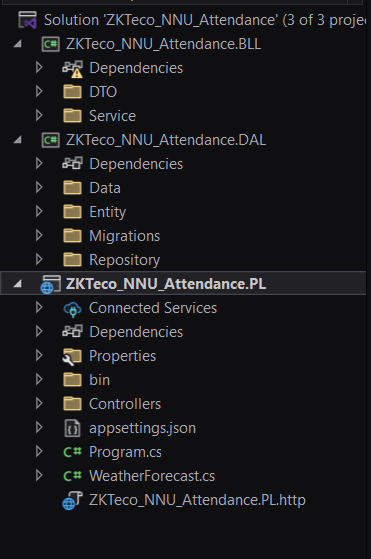 Solution 'ZKTeco_NNU_Attendance' (3 of 3 proje
C# ZKTeco_NNU_Attendance.BLL
Dependencies
DTO
Service
C# ZKTeco_NNU_Attendance.DAL
Dependencies
Data
Entity
Migrations
Repository
ZKTeco_NNU_Attendance.PL
Connected Services
Dependencies
Properties
bin
Controllers
appsettings.json
C# Program.cs
C# WeatherForecast.cs
ZKTeco_NNU_Attendance.PL.http